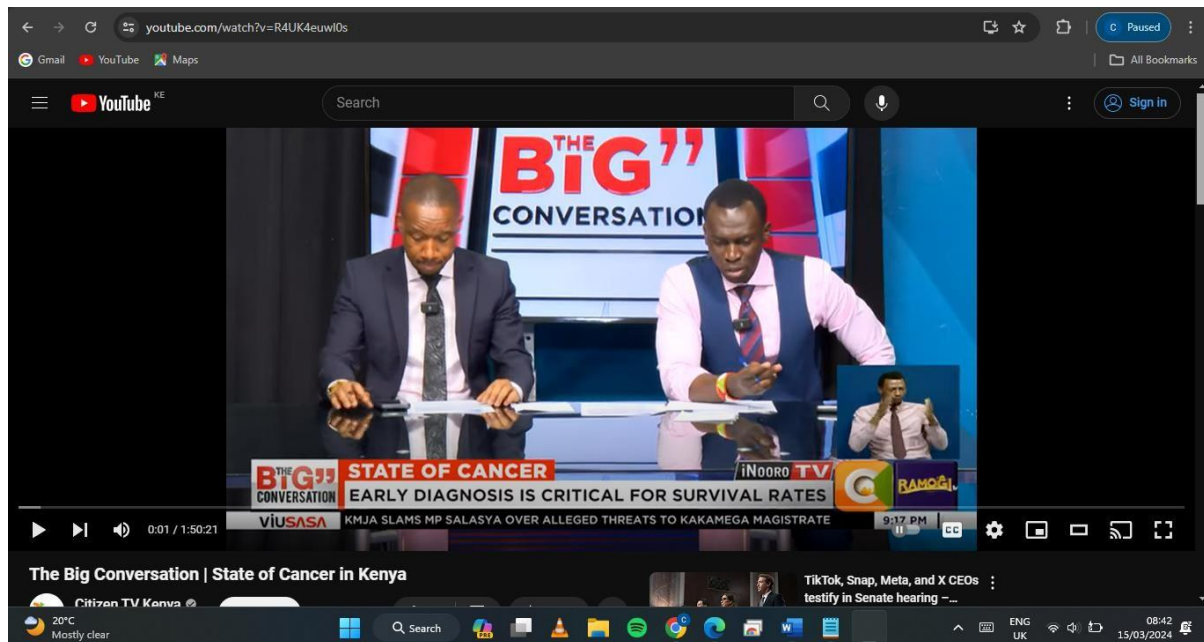 youtube.com/watch?v=R4UK4euwI0s
C Paused
Gmail YouTube Maps
All Bookmarks
YouTube KE
Search
Sign in
THE
BiG"
CONVERSATION
THE
BiG"
CONVERSATION
STATE OF CANCER
iNOORO TV
EARLY DIAGNOSIS IS CRITICAL FOR SURVIVAL RATES
RAMOGI
ViUSASA
KMJA SLAMS MP SALASYA OVER ALLEGED THREATS TO KAKAMEGA MAGISTRATE
9:17 PM
0:01 / 1:50:21
CC
The Big Conversation | State of Cancer in Kenya
Citizen TV Kenya
TikTok, Snap, Meta, and X CEOs
testify in Senate hearing –...
20°C
Mostly clear
Search
PRE
ENG
UK
08:42
15/03/2024